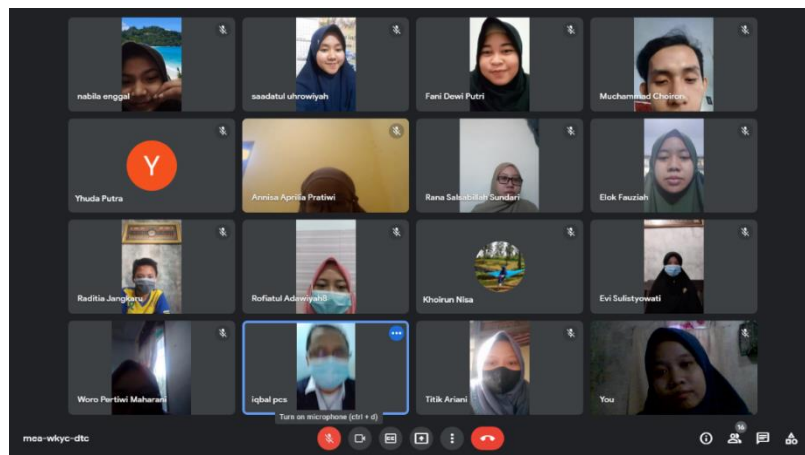 nabila enggal
saadatul uhrowiyah
Fani Dewi Putri
Muchammad Choironi
Y
Yhuda Putra
Annisa Aprilia Pratiwi
Rana Salsabillah Sundari
Elok Fauziah
Raditia Jangkaru
Rofiatul Adawiyah8
Khoirun Nisa
Evi Sulistyowati
Woro Pertiwi Maharani
iqbal pcs
Titik Ariani
You
Turn on microphone (ctrl + d)
mea-wkyc-dtc
16